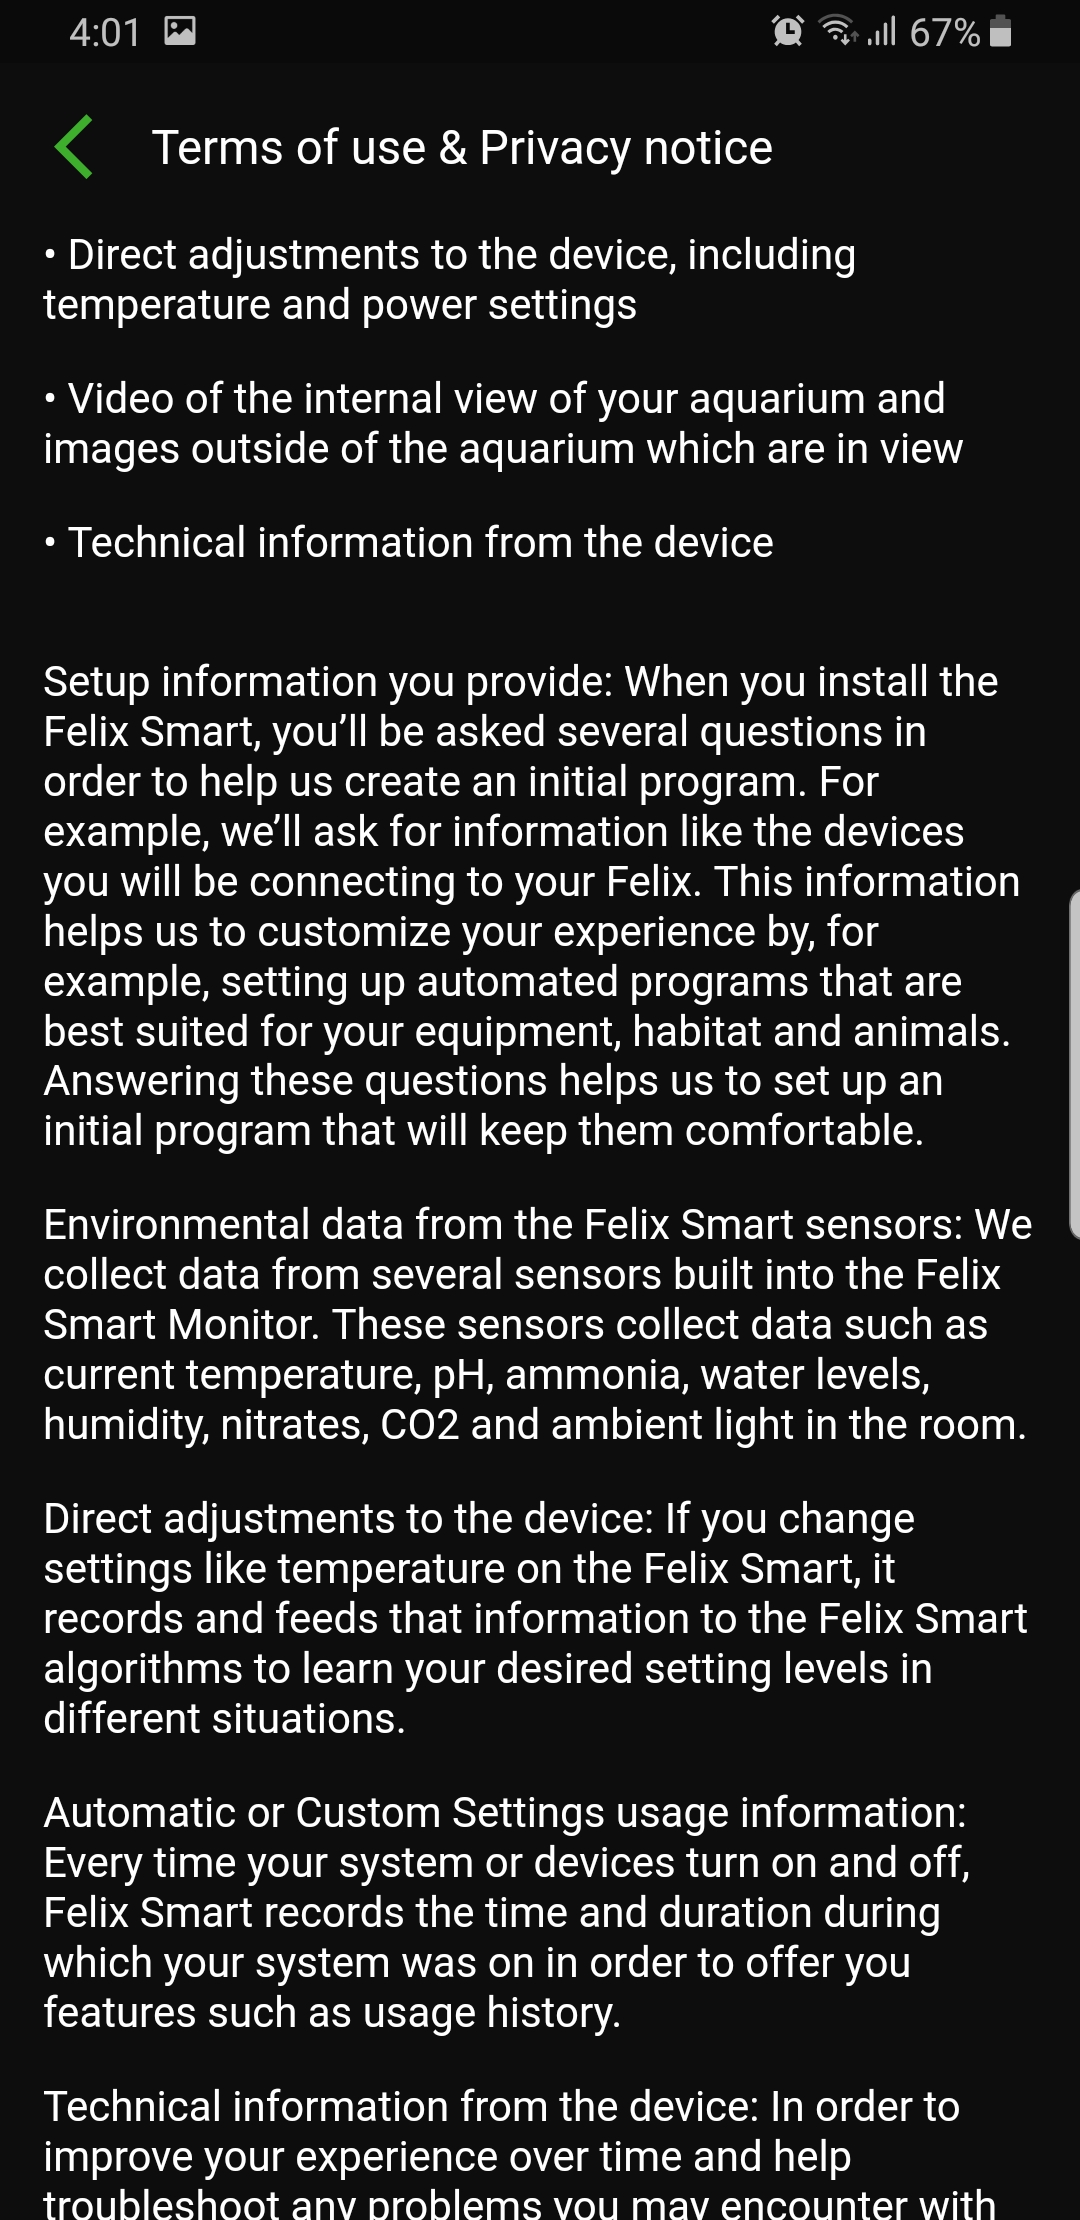 4:01
67%
Terms of use & Privacy notice
• Direct adjustments to the device, including
temperature and power settings
• Video of the internal view of your aquarium and
images outside of the aquarium which are in view
• Technical information from the device
Setup information you provide: When you install the
Felix Smart, you’ll be asked several questions in
order to help us create an initial program. For
example, we’ll ask for information like the devices
you will be connecting to your Felix. This information
helps us to customize your experience by, for
example, setting up automated programs that are
best suited for your equipment, habitat and animals.
Answering these questions helps us to set up an
initial program that will keep them comfortable.
Environmental data from the Felix Smart sensors: We
collect data from several sensors built into the Felix
Smart Monitor. These sensors collect data such as
current temperature, pH, ammonia, water levels,
humidity, nitrates, CO2 and ambient light in the room.
Direct adjustments to the device: If you change
settings like temperature on the Felix Smart, it
records and feeds that information to the Felix Smart
algorithms to learn your desired setting levels in
different situations.
Automatic or Custom Settings usage information:
Every time your system or devices turn on and off,
Felix Smart records the time and duration during
which your system was on in order to offer you
features such as usage history.
Technical information from the device: In order to
improve your experience over time and help
troubleshoot any problems you may encounter with